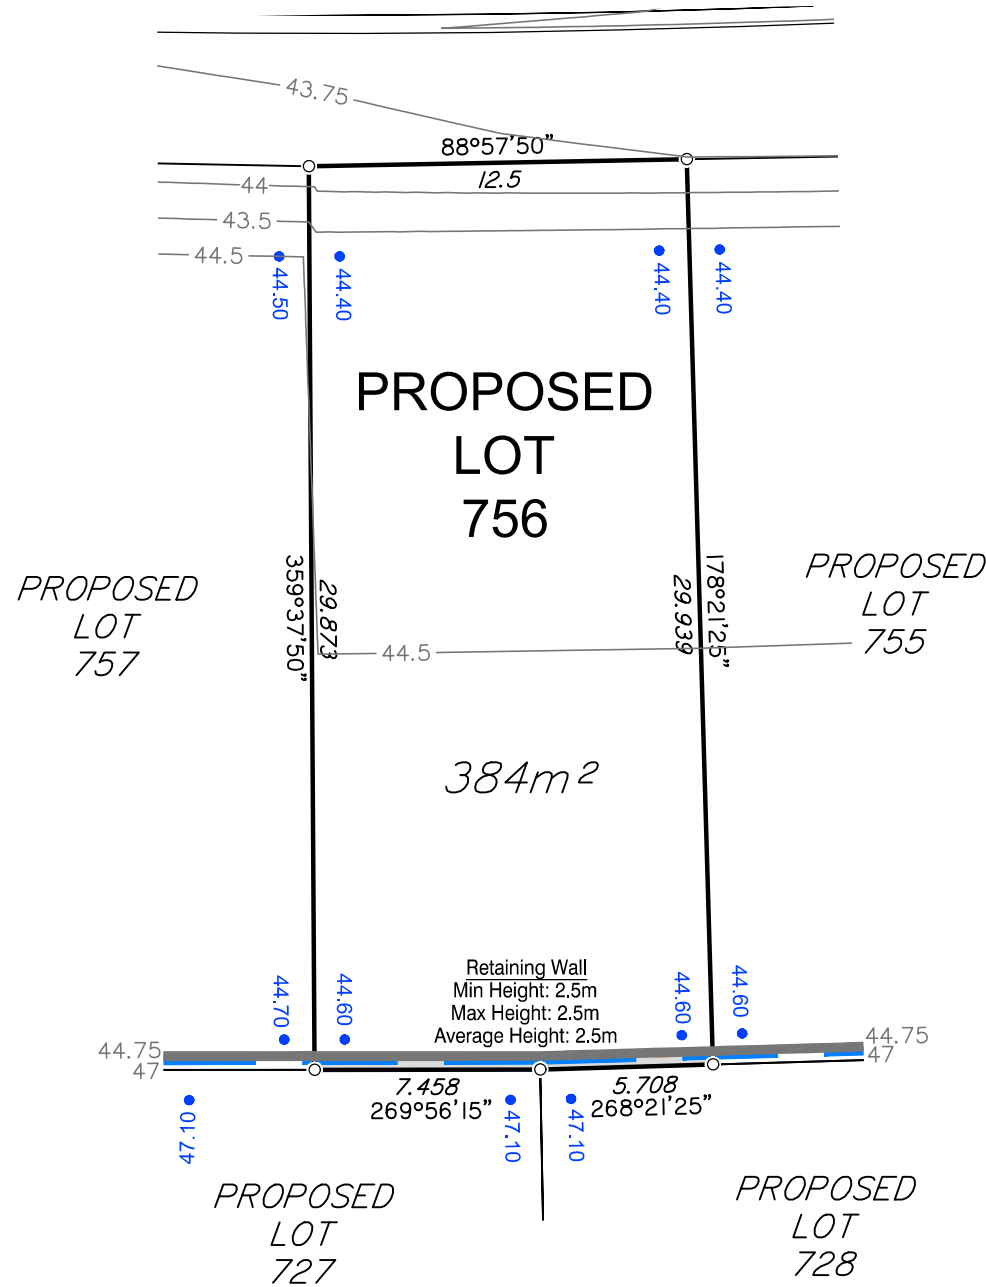 43.75
88°57'50"
12.5
44
43.5
44.5
44.50
44.40
44.40
44.40
PROPOSED
LOT
756
359°37'50"
29.873
29.939
178°21'25"
PROPOSED
LOT
757
PROPOSED
LOT
755
44.5
384m²
Retaining Wall
Min Height: 2.5m
Max Height: 2.5m
Average Height: 2.5m
44.70
44.60
44.60
44.60
44.75
47
44.75
47
7.458
269°56'15"
5.708
268°21'25"
47.10
47.10
47.10
PROPOSED
LOT
727
PROPOSED
LOT
728